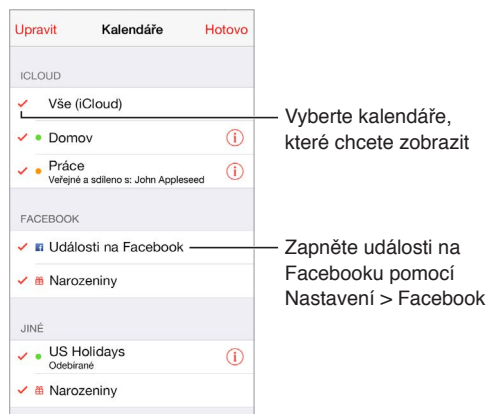 Upravit Kalendáře Hotovo
ICLOUD
Vše (iCloud)
Domov
Práce
Veřejné a sdíleno s: John Appleseed
FACEBOOK
Události na Facebook
Narozeniny
JINÉ
US Holidays
Odebírané
Narozeniny
Vyberte kalendáře,
které chcete zobrazit
Zapněte události na
Facebooku pomocí
Nastavení > Facebook